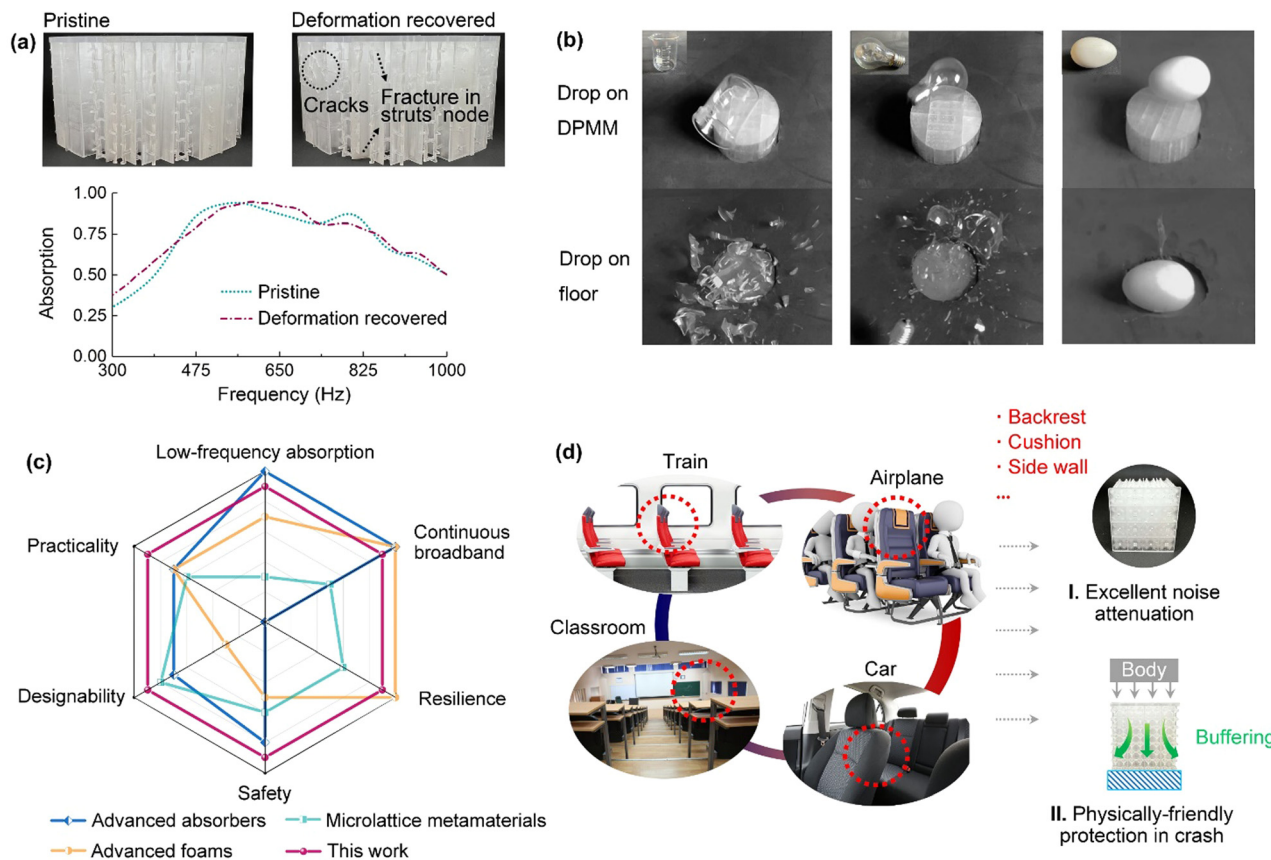 (a)
Pristine
Deformation recovered
Cracks
Fracture in
struts' node
1.00
0.75
0.50
0.25
0.00
Absorption
Pristine
Deformation recovered
300
475
650
825
1000
Frequency (Hz)
(b)
Drop on
DPMM
Drop on
floor
(c)
Low-frequency absorption
Continuous
broadband
Resilience
Safety
Designability
Practicality
Advanced absorbers
Microlattice metamaterials
Advanced foams
This work
(d)
Train
Airplane
Classroom
Car
· Backrest
· Cushion
· Side wall
...
I. Excellent noise
attenuation
Body
Buffering
II. Physically-friendly
protection in crash